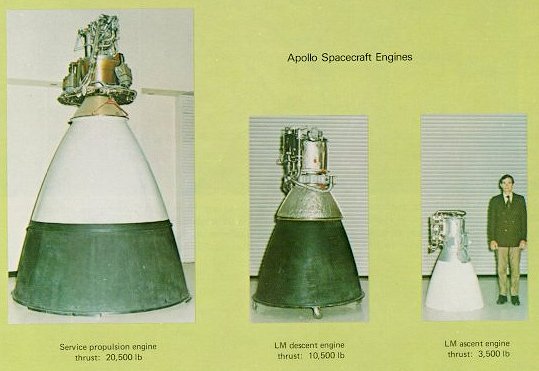 Apollo Spacecraft Engines
Service propulsion engine
thrust: 20,500 lb
LM descent engine
thrust: 10,500 lb
LM ascent engine
thrust: 3,500 lb